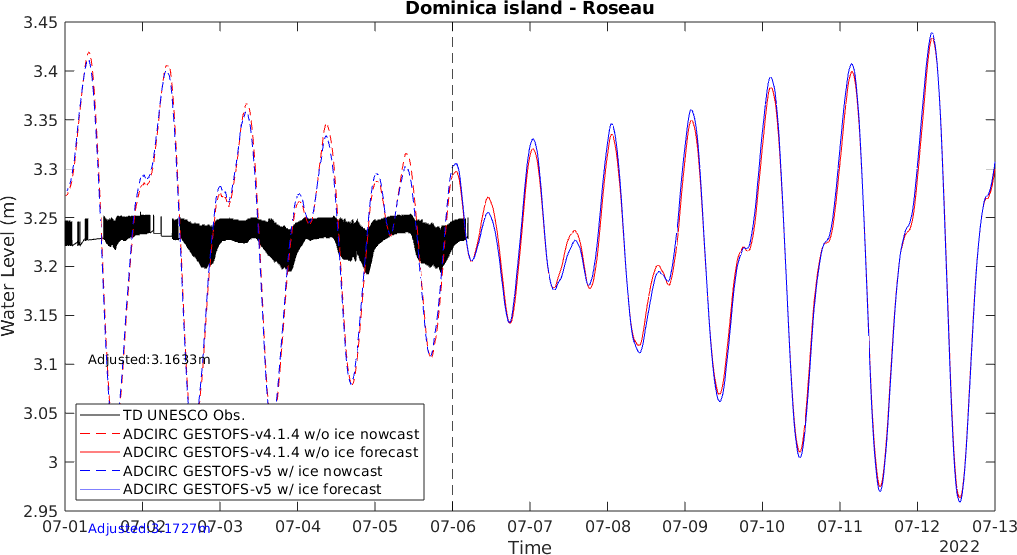 Dominica island - Roseau
Water Level (m)
3.45
3.4
3.35
3.3
3.25
3.2
3.15
3.1
3.05
3
2.95
Adjusted:3.1633m
TD UNESCO Obs.
ADCIRC GESTOFS-v4.1.4 w/o ice nowcast
ADCIRC GESTOFS-v4.1.4 w/o ice forecast
ADCIRC GESTOFS-v5 w/ ice nowcast
ADCIRC GESTOFS-v5 w/ ice forecast
07-01 07-02 07-03 07-04 07-05 07-06 07-07 07-08 07-09 07-10 07-11 07-12 07-13
Adjusted:3.1727m
Time
2022